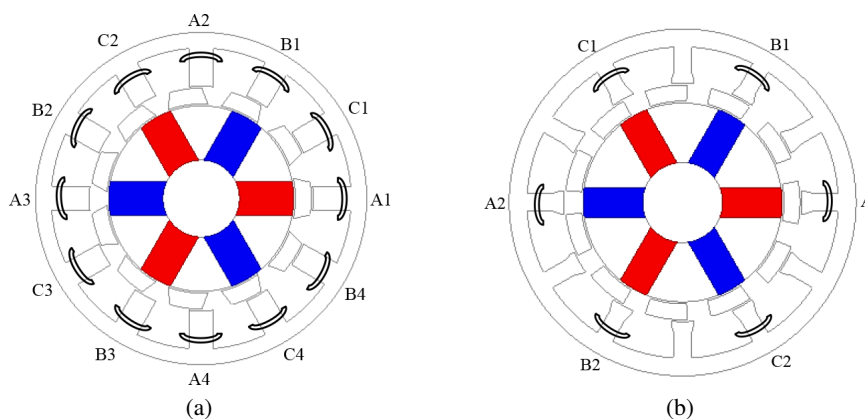 A2
C2 B1
B2 C1
A3 A1
C3 B4
B3 C4
A4
(a)
C1 B1
A2 A
B2 C2
(b)